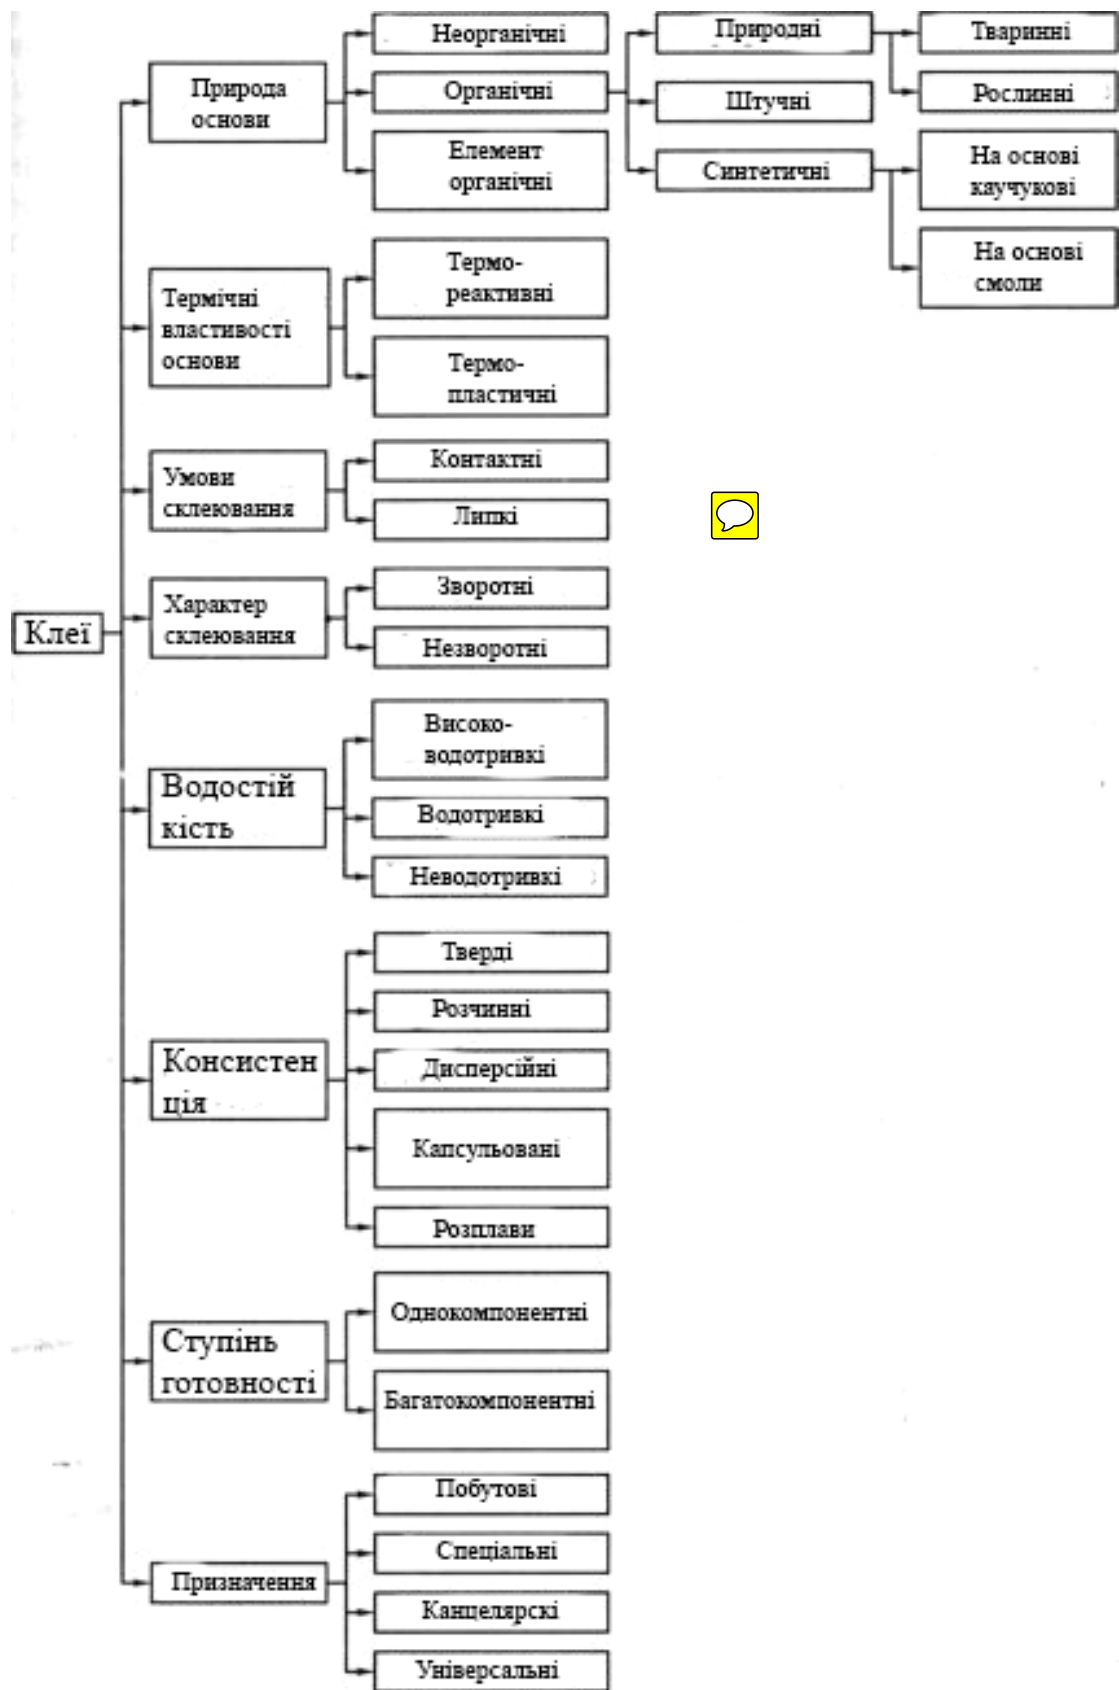 Клеї
Природа
основи
Неорганічні
Органічні
Елемент
органічні
Природні
Штучні
Синтетичні
Тваринні
Рослинні
На основі
каучукові
На основі
смоли
Термічні
властивості
основи
Термо-
реактивні
Термо-
пластичні
Умови
склеювання
Контактні
Липкі
Характер
склеювання
Зворотні
Незворотні
Водостій
кість
Високо-
водотривкі
Водотривкі
Неводотривкі
Консистен
ція
Тверді
Розчинні
Дисперсійні
Капсульовані
Розплави
Ступінь
готовності
Однокомпонентні
Багатокомпонентні
Призначення
Побутові
Спеціальні
Канцелярскі
Універсальні